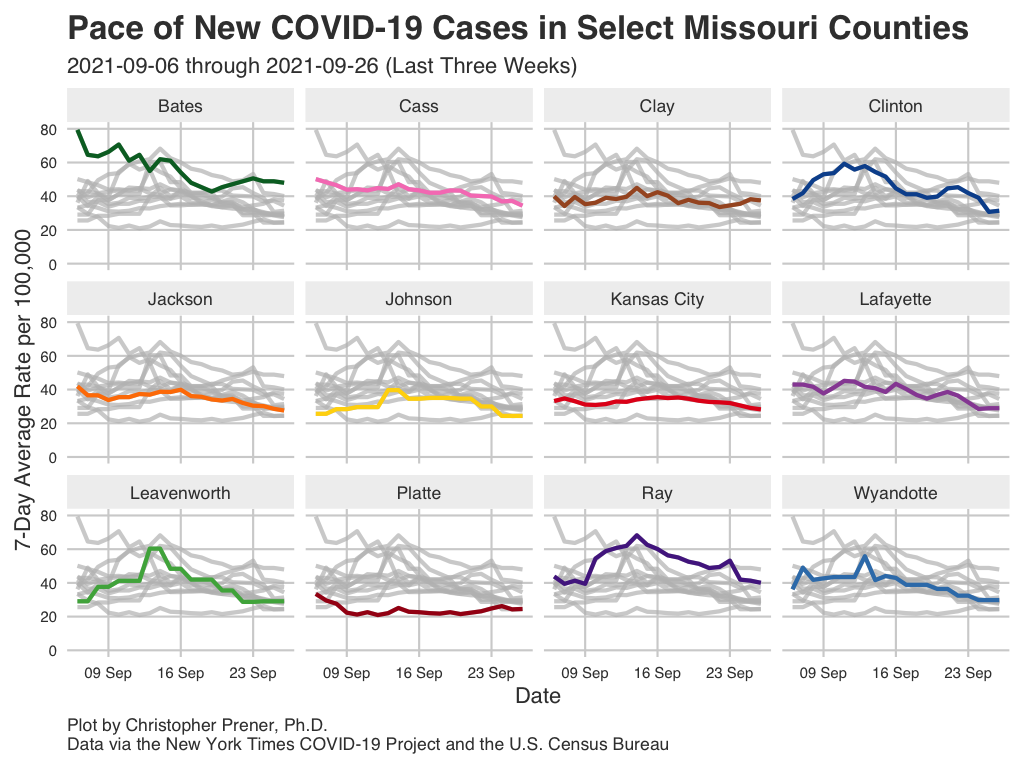 Pace of New COVID-19 Cases in Select Missouri Counties
2021-09-06 through 2021-09-26 (Last Three Weeks)
Bates Cass Clay Clinton
80
60
40
20
0
Jackson Johnson Kansas City Lafayette
80
60
40
20
0
Leavenworth Platte Ray Wyandotte
80
60
40
20
0
7-Day Average Rate per 100,000
09 Sep 16 Sep 23 Sep 09 Sep 16 Sep 23 Sep 09 Sep 16 Sep 23 Sep 09 Sep 16 Sep 23 Sep
Date
Plot by Christopher Prener, Ph.D.
Data via the New York Times COVID-19 Project and the U.S. Census Bureau